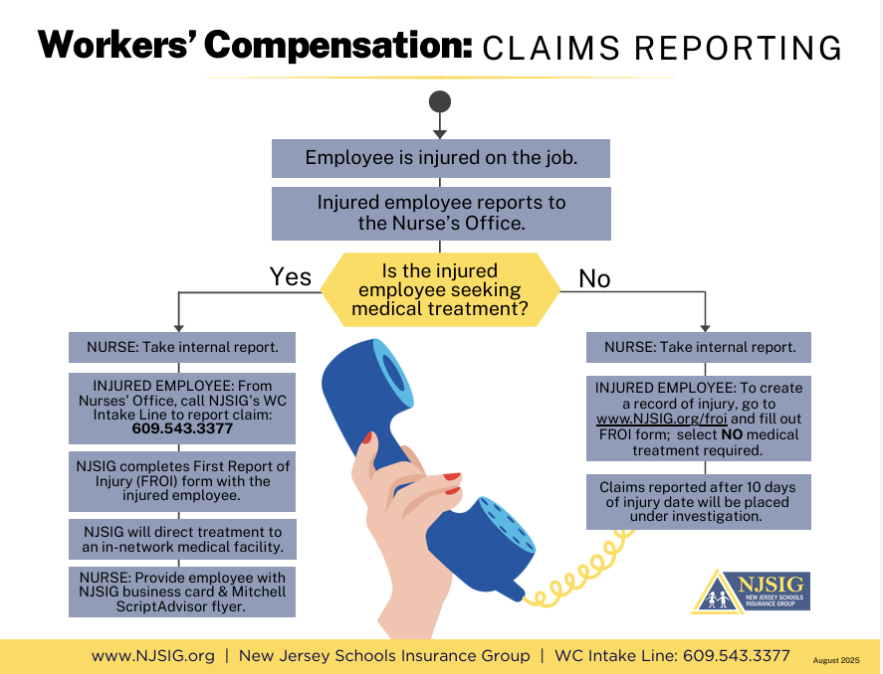 Workers’ Compensation: CLAIMS REPORTING
Employee is injured on the job.
Injured employee reports to
the Nurse’s Office.
Is the injured
employee seeking
medical treatment?
Yes
No
NURSE: Take internal report.
INJURED EMPLOYEE: From
Nurses’ Office, call NJSIG’s WC
Intake Line to report claim:
609.543.3377
NJSIG completes First Report of
Injury (FROI) form with the
injured employee.
NJSIG will direct treatment to
an in-network medical facility.
NURSE: Provide employee with
NJSIG business card & Mitchell
ScriptAdvisor flyer.
NURSE: Take internal report.
INJURED EMPLOYEE: To create
a record of injury, go to
www.NJSIG.org/froi and fill out
FROI form; select NO medical
treatment required.
Claims reported after 10 days
of injury date will be placed
under investigation.
NJSIG
NEW JERSEY SCHOOLS
INSURANCE GROUP
www.NJSIG.org | New Jersey Schools Insurance Group | WC Intake Line: 609.543.3377
August 2025